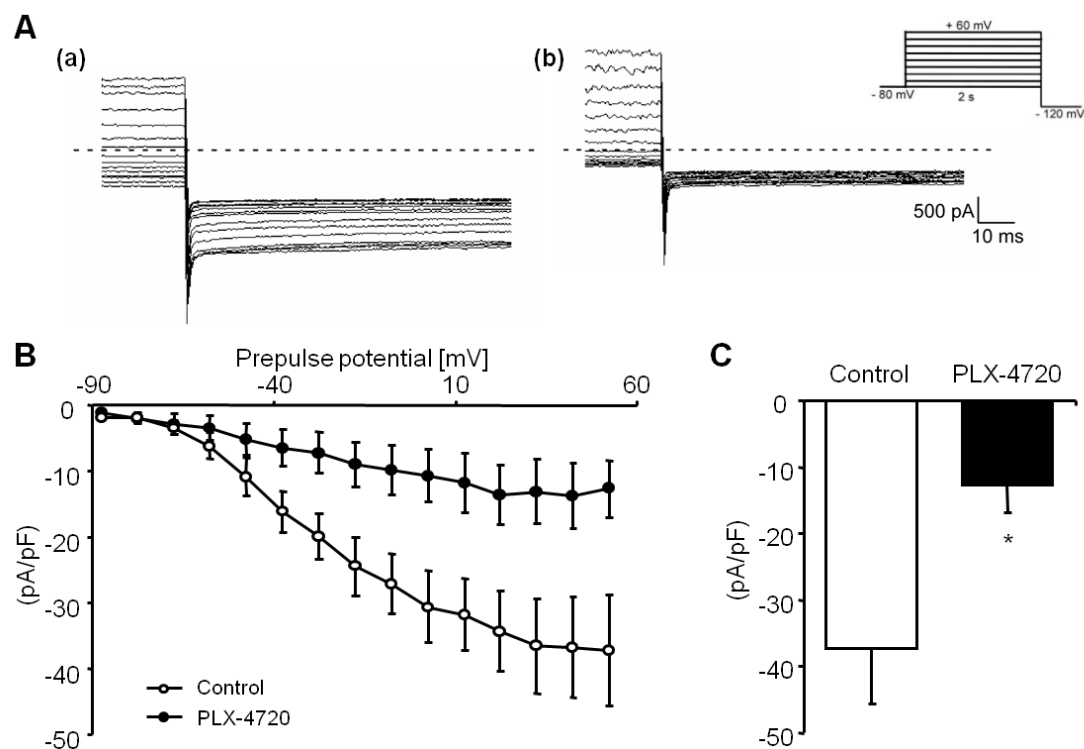 A
(a)
(b)
+ 60 mV
- 80 mV
2 s
- 120 mV
500 pA
10 ms
B
Prepulse potential [mV]
-90
-40
10
60
0
-10
-20
-30
-40
-50
(pA/pF)
Control
PLX-4720
C
Control
PLX-4720
0
-10
-20
-30
-40
-50
(pA/pF)
*